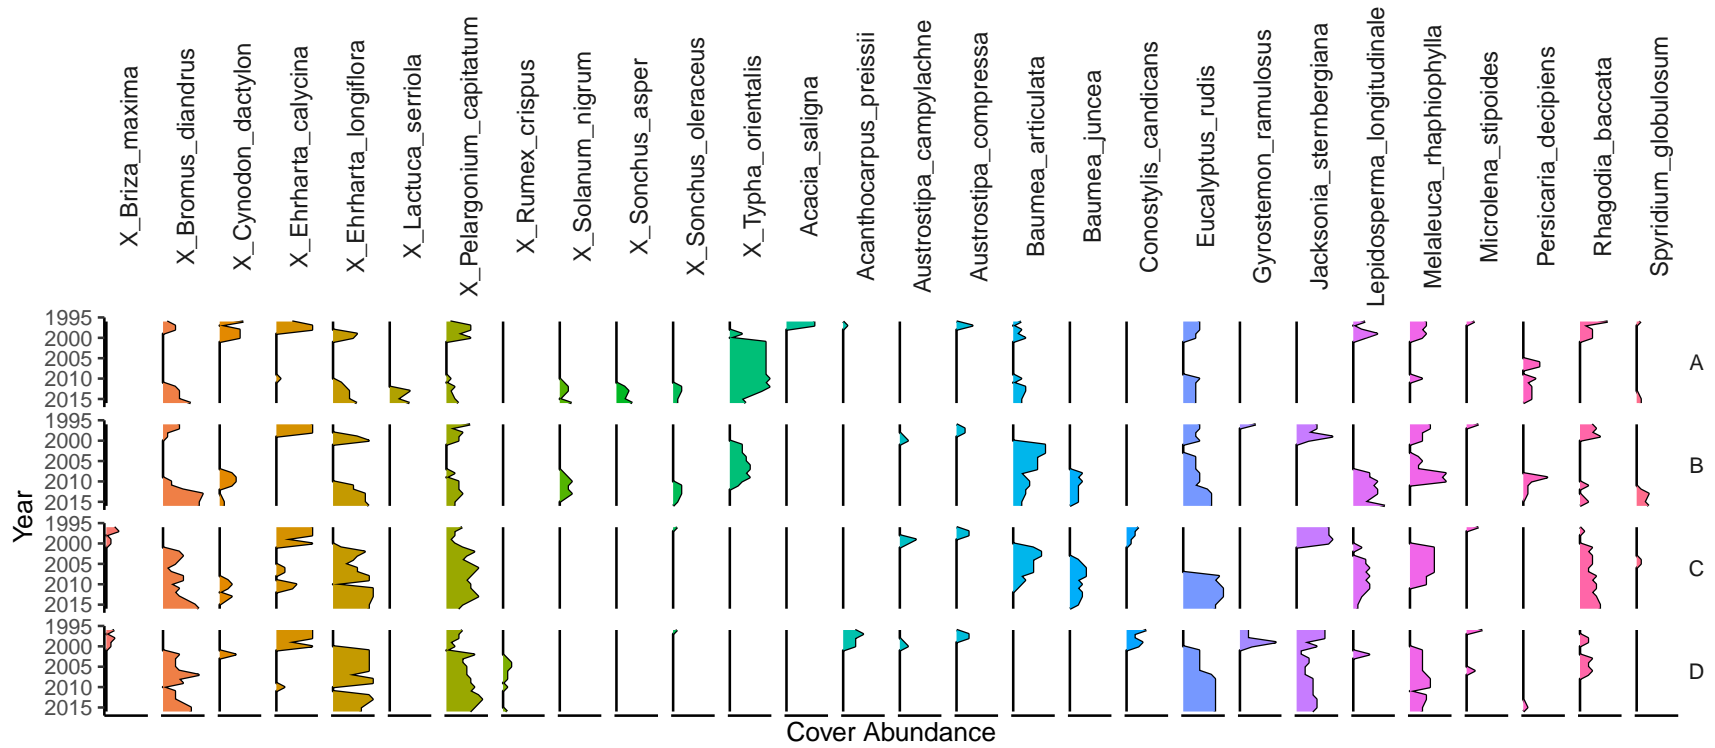 X_Briza_maxima
X_Bromus_diandrus
X_Cynodon_dactylon
X_Ehrharta_calycina
X_Ehrharta_longiflora
X_Lactuca_serriola
X_Pelargonium_capitatum
X_Rumex_crispus
X_Solanum_nigrum
X_Sonchus_asper
X_Sonchus_oleraceus
X_Typha_orientalis
Acacia_saligna
Acanthocarpus_preissii
Austrostipa_campylachne
Austrostipa_compressa
Baumea_articulata
Baumea_juncea
Conostylis_candicans
Eucalyptus_rudis
Gyrostemon_ramulosus
Jacksonia_sternbergiana
Lepidosperma_longitudinale
Melaleuca_rhaphiophylla
Microlena_stipoides
Persicaria_decipiens
Rhagodia_baccata
Spyridium_globulosum
Year
1995
2000
2005
2010
2015
A
1995
2000
2005
2010
2015
B
1995
2000
2005
2010
2015
C
1995
2000
2005
2010
2015
D
Cover Abundance